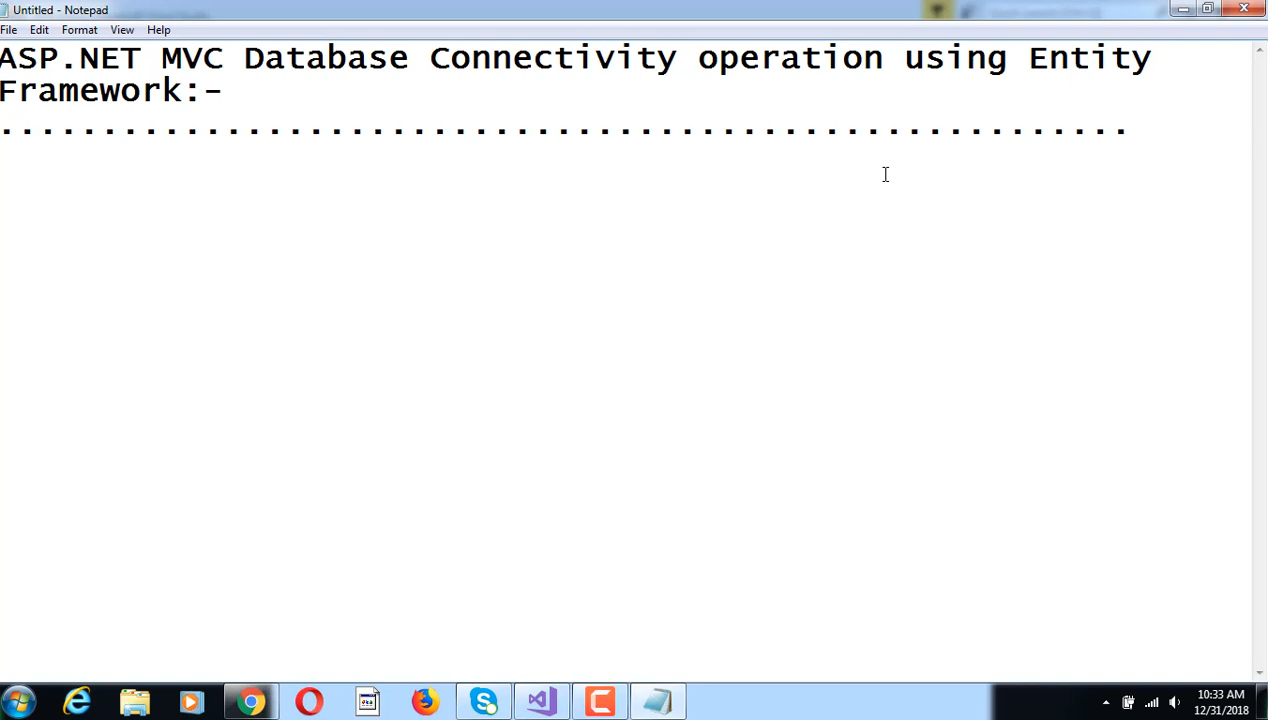 Untitled - Notepad
File Edit Format View Help
ASP.NET MVC Database Connectivity operation using Entity
Framework:-
.......................................................
10:33 AM
12/31/2018